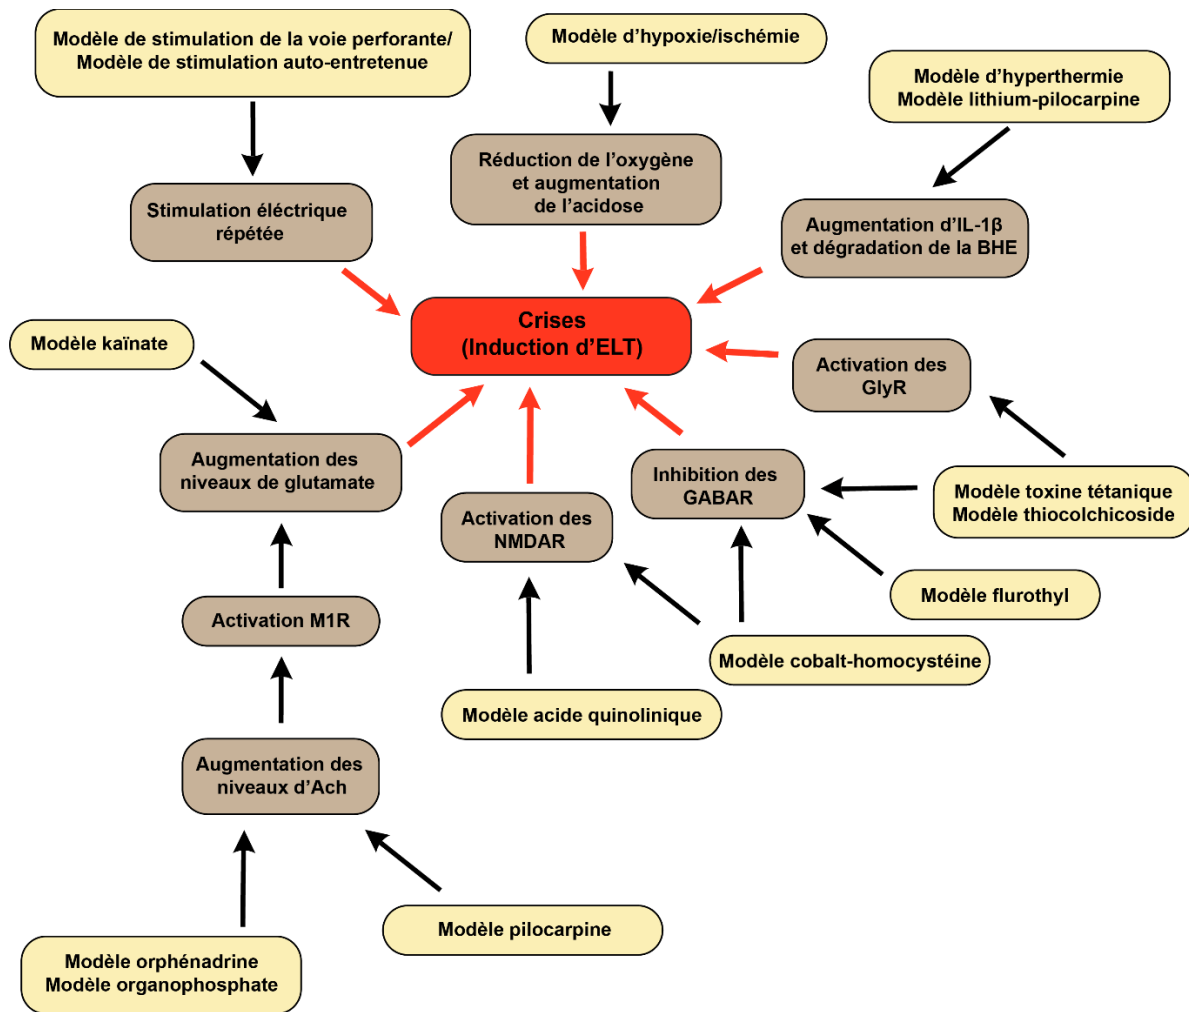 Modèle de stimulation de la voie perforante/
Modèle de stimulation auto-entretenue
Modèle d'hypoxie/ischémie
Modèle d'hyperthermie
Modèle lithium-pilocarpine
Réduction de l'oxygène
et augmentation
de l'acidose
Stimulation éléctrique
répétée
Augmentation d'IL-1β
et dégradation de la BHE
Crises
(Induction d'ELT)
Modèle kaïnate
Activation des
GlyR
Augmentation des
niveaux de glutamate
Inhibition des
GABAR
Modèle toxine tétanique
Modèle thiocolchicoside
Activation des
NMDAR
Modèle flurothyl
Activation M1R
Modèle cobalt-homocystéine
Modèle acide quinolinique
Augmentation des
niveaux d'Ach
Modèle pilocarpine
Modèle orphénadrine
Modèle organophosphate